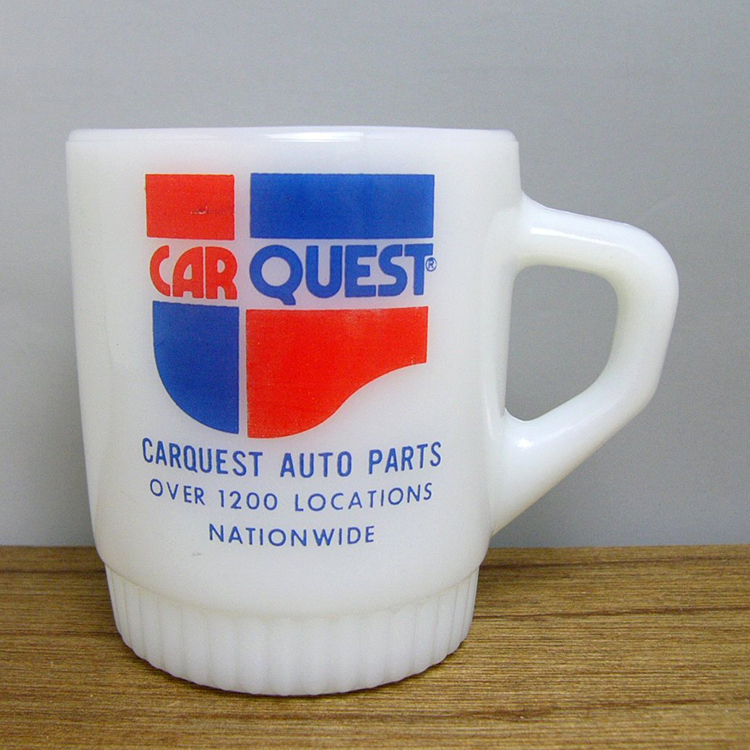 CAR QUEST®
CARQUEST AUTO PARTS
OVER 1200 LOCATIONS
NATIONWIDE